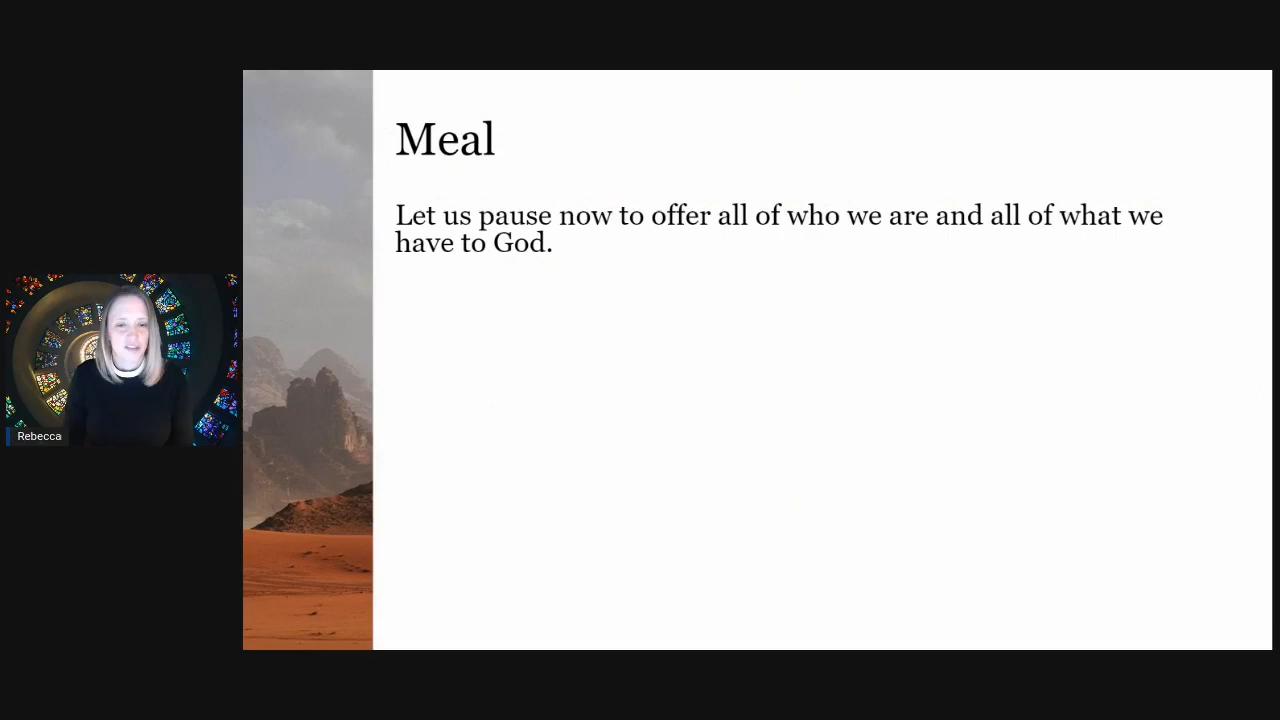 Meal
Let us pause now to offer all of who we are and all of what we
have to God.
Rebecca